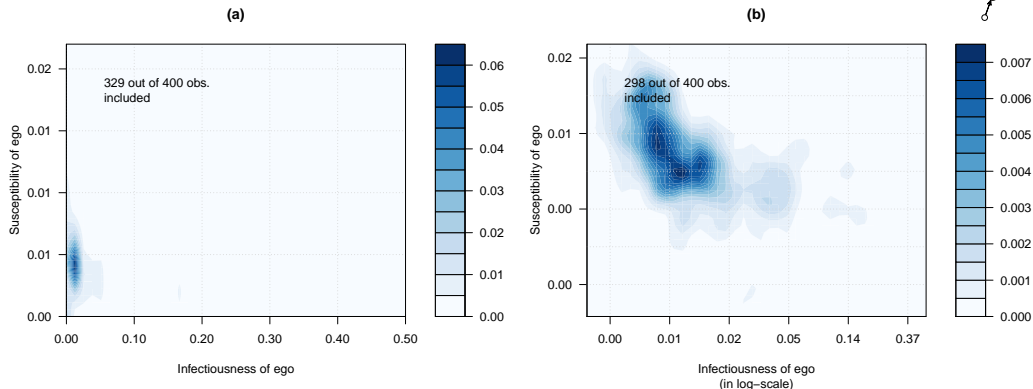 (a)
Susceptibility of ego
0.02
0.01
0.01
0.01
0.00
329 out of 400 obs.
included
0.00 0.10 0.20 0.30 0.40 0.50
Infectiousness of ego
0.06
0.05
0.04
0.03
0.02
0.01
0.00
(b)
Susceptibility of ego
0.02
0.01
0.00
0.00
298 out of 400 obs.
included
0.00 0.01 0.02 0.05 0.14 0.37
Infectiousness of ego
(in log−scale)
0.007
0.006
0.005
0.004
0.003
0.002
0.001
0.000